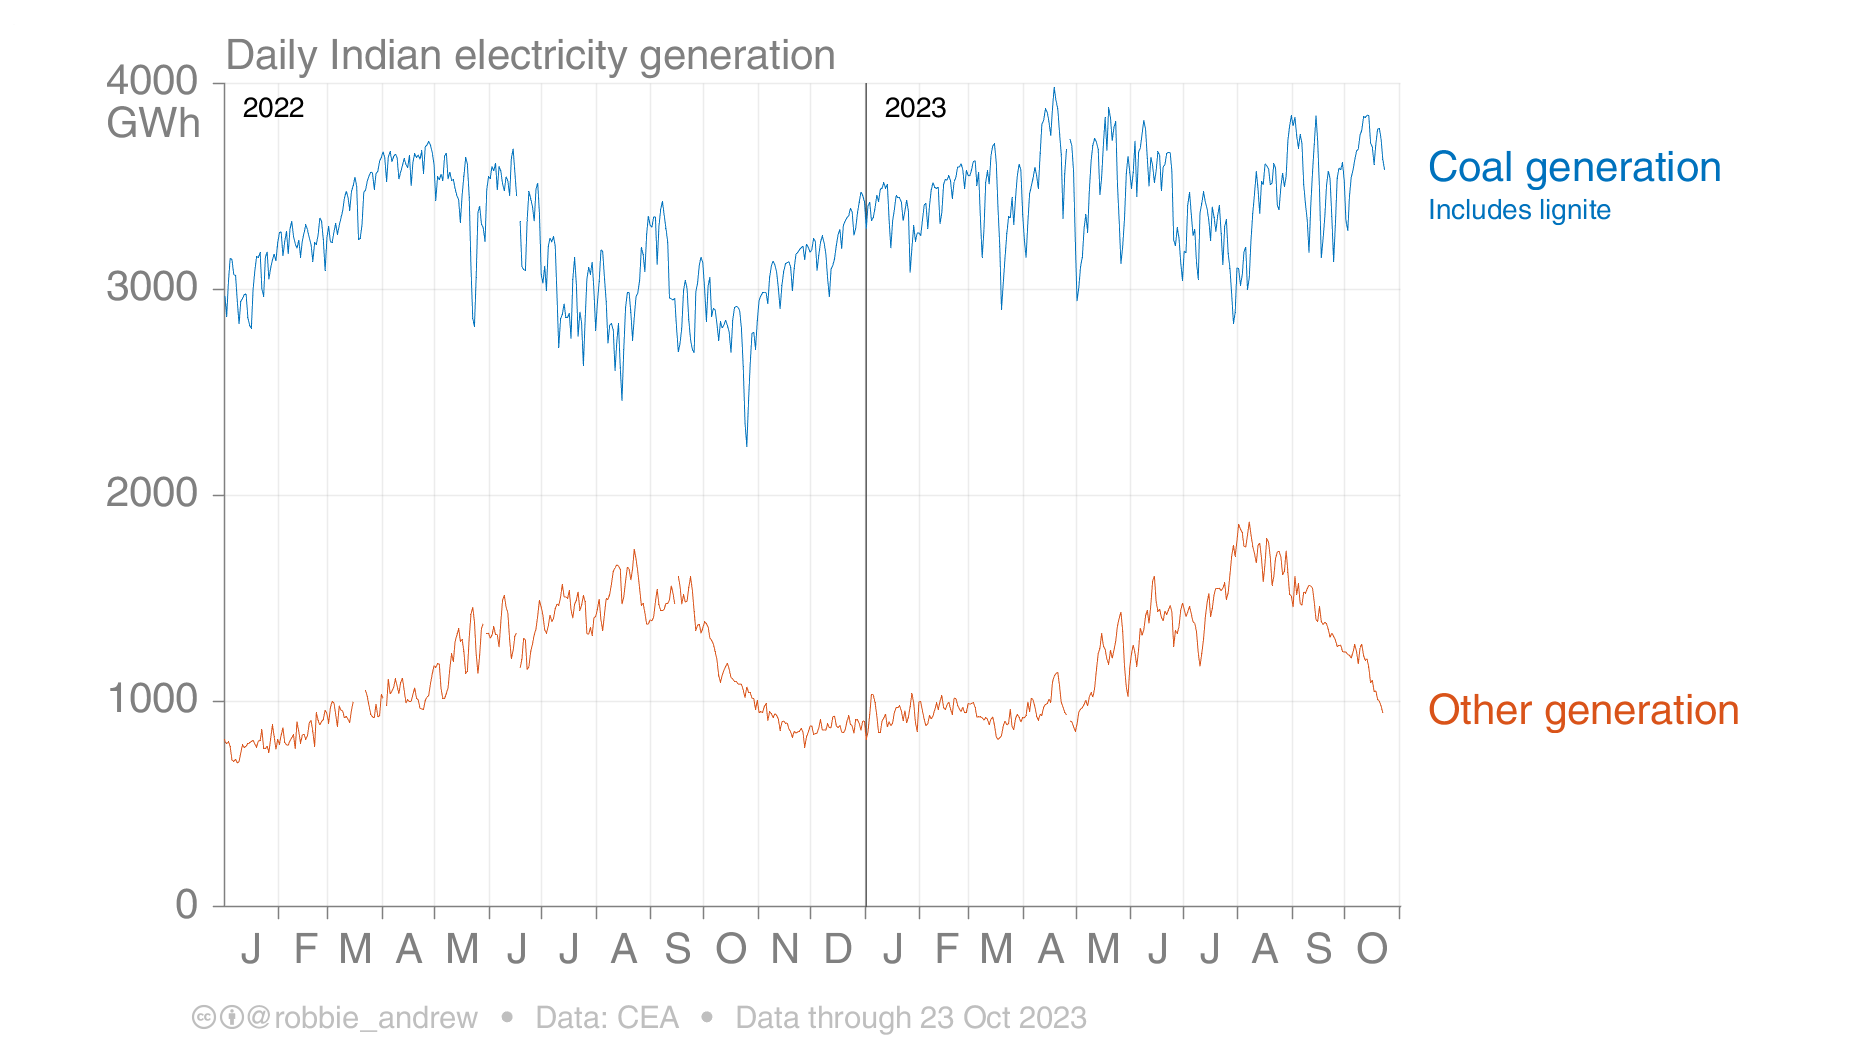 Daily Indian electricity generation
4000
GWh
2022
2023
3000
2000
1000
0
Coal generation
Includes lignite
Other generation
J F M A M J J A S O N D J F M A M J J A S O
@robbie_andrew • Data: CEA • Data through 23 Oct 2023